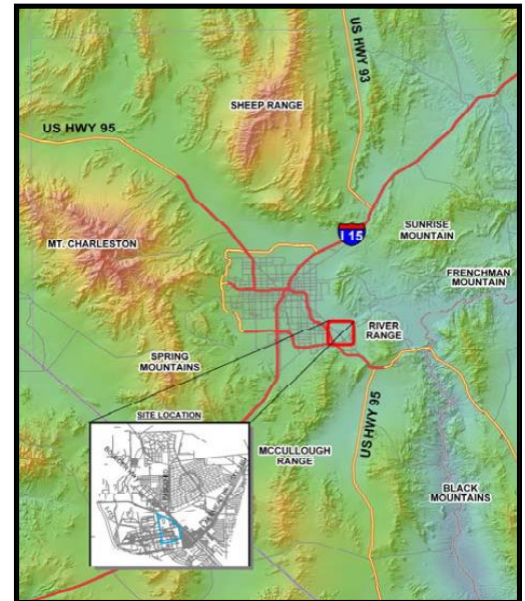 US HWY 93
SHEEP RANGE
US HWY 95
I 15
SUNRISE
MOUNTAIN
MT. CHARLESTON
FRENCHMAN
MOUNTAIN
RIVER
RANGE
SPRING
MOUNTAINS
SITE LOCATION
US HWY 95
MCCULLOUGH
RANGE
BLACK
MOUNTAINS